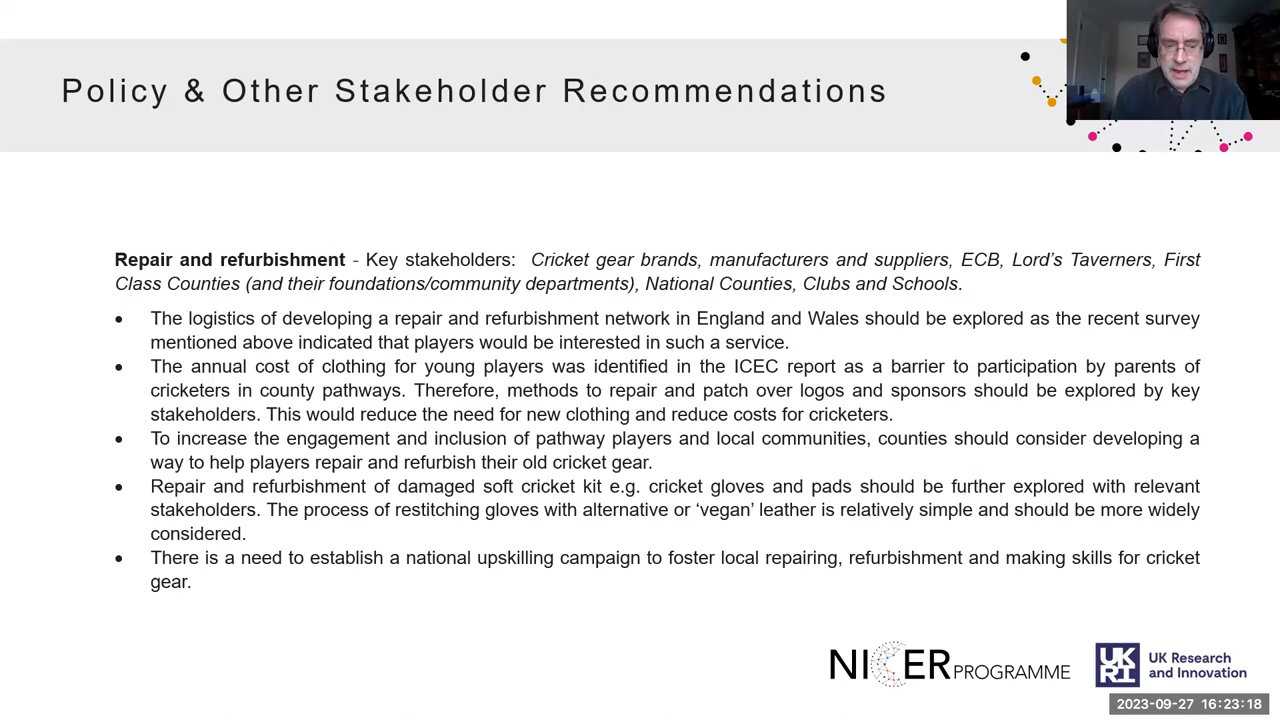 Policy & Other Stakeholder Recommendations
Repair and refurbishment - Key stakeholders: Cricket gear brands, manufacturers and suppliers, ECB, Lord's Taverners, First
Class Counties (and their foundations/community departments), National Counties, Clubs and Schools.
• The logistics of developing a repair and refurbishment network in England and Wales should be explored as the recent survey
mentioned above indicated that players would be interested in such a service.
• The annual cost of clothing for young players was identified in the ICEC report as a barrier to participation by parents of
cricketers in county pathways. Therefore, methods to repair and patch over logos and sponsors should be explored by key
stakeholders. This would reduce the need for new clothing and reduce costs for cricketers.
• To increase the engagement and inclusion of pathway players and local communities, counties should consider developing a
way to help players repair and refurbish their old cricket gear.
• Repair and refurbishment of damaged soft cricket kit e.g. cricket gloves and pads should be further explored with relevant
stakeholders. The process of restitching gloves with alternative or ‘vegan’ leather is relatively simple and should be more widely
considered.
• There is a need to establish a national upskilling campaign to foster local repairing, refurbishment and making skills for cricket
gear.
NICER PROGRAMME
UKRI
UK Research
and Innovation
2023-09-27 16:23:18